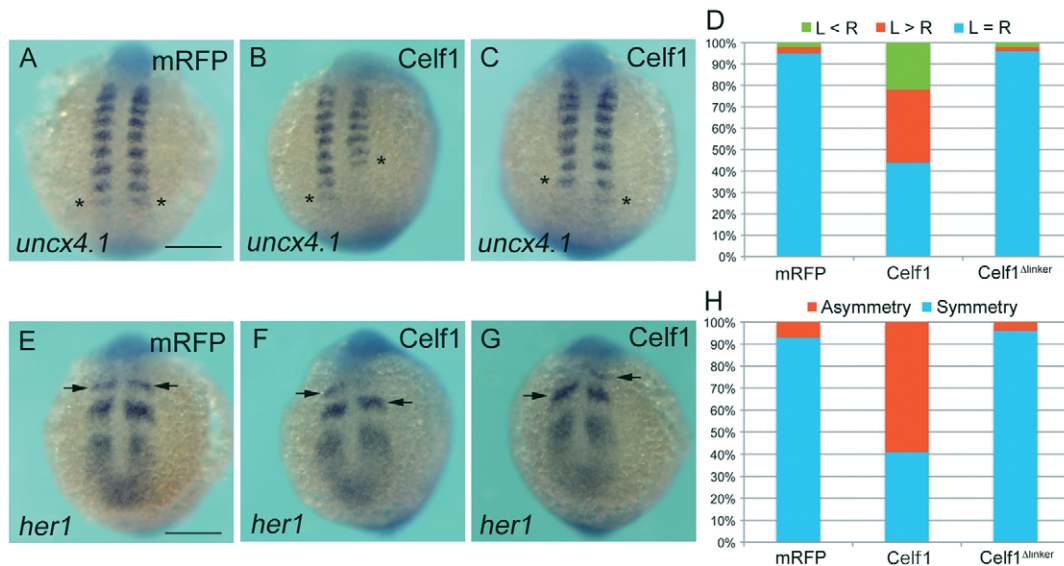 A
mRFP
*
*
uncx4.1
B
Celf1
*
*
uncx4.1
C
Celf1
*
*
uncx4.1
D
L < R
L > R
L = R
100%
90%
80%
70%
60%
50%
40%
30%
20%
10%
0%
mRFP
Celf1
Celf1Δlinker
E
mRFP
her1
F
Celf1
her1
G
Celf1
her1
H
Asymmetry
Symmetry
100%
90%
80%
70%
60%
50%
40%
30%
20%
10%
0%
mRFP
Celf1
Celf1Δlinker